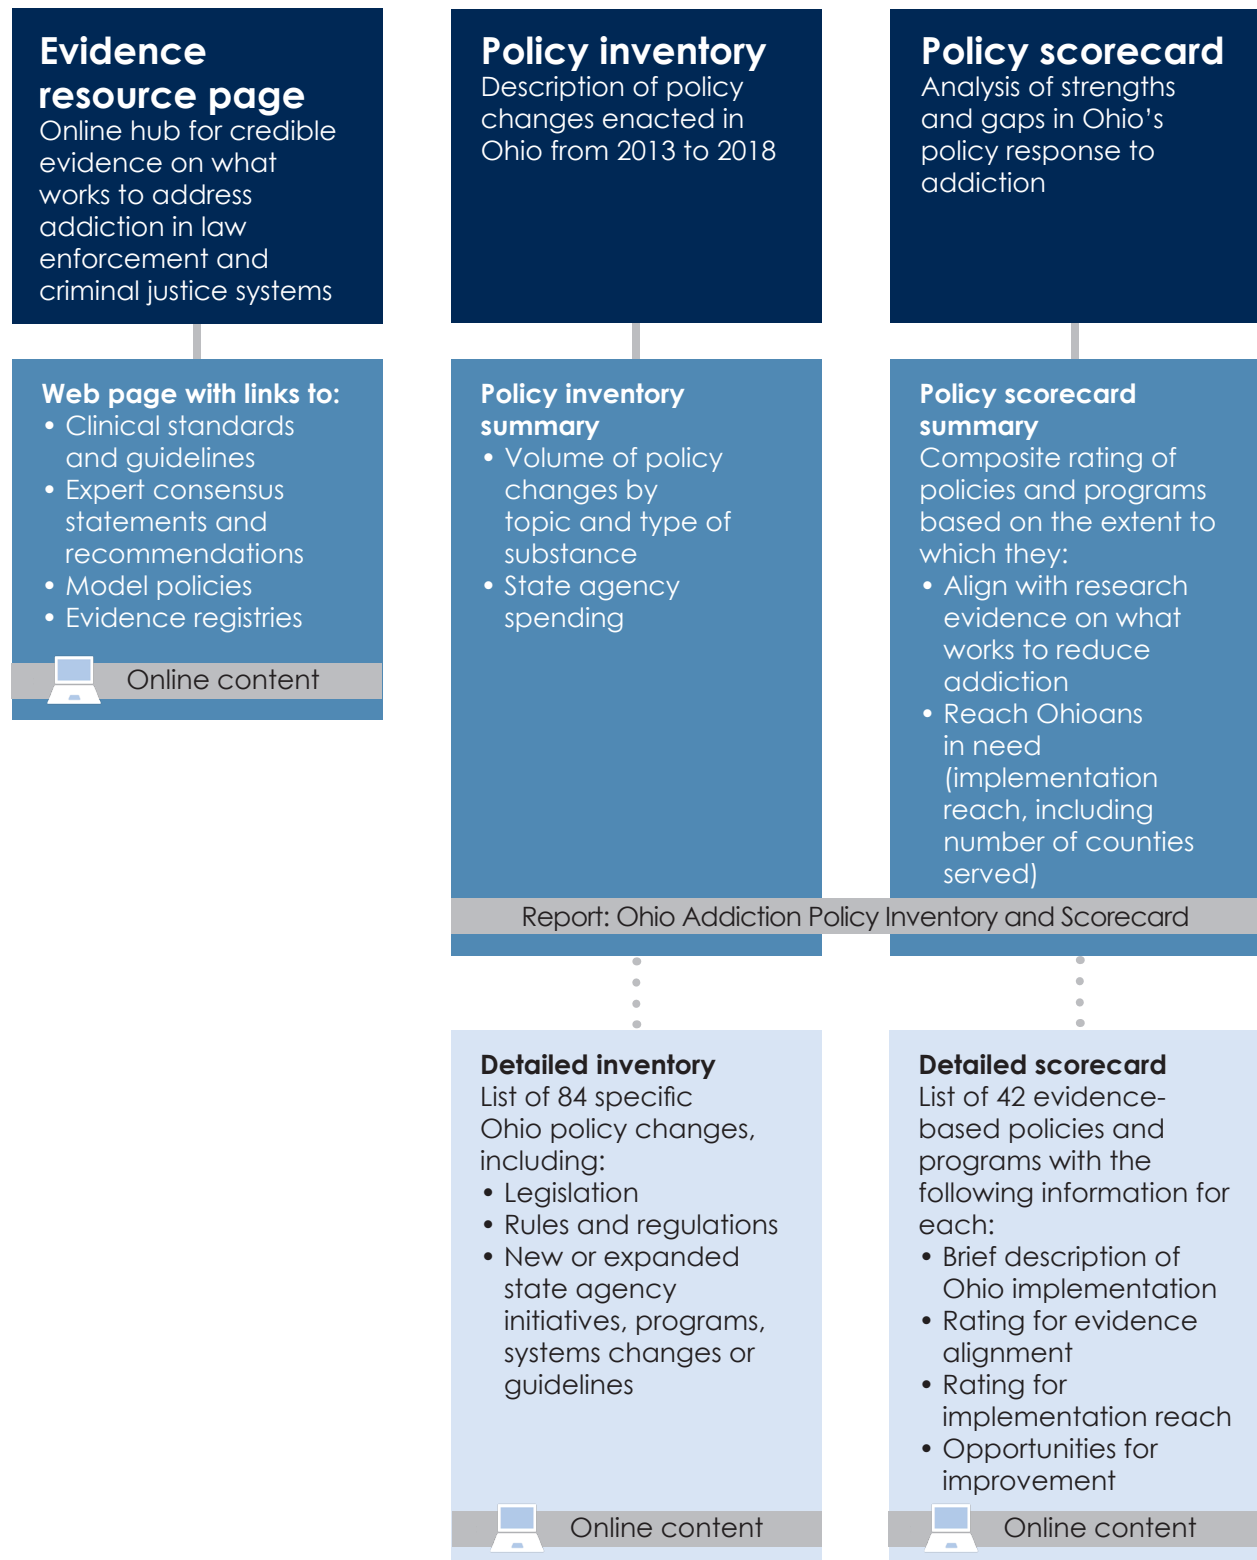 Evidence
resource page
Online hub for credible
evidence on what
works to address
addiction in law
enforcement and
criminal justice systems
Web page with links to:
• Clinical standards
and guidelines
• Expert consensus
statements and
recommendations
• Model policies
• Evidence registries
Online content
Policy inventory
Description of policy
changes enacted in
Ohio from 2013 to 2018
Policy inventory
summary
• Volume of policy
changes by
topic and type of
substance
• State agency
spending
Policy scorecard
Analysis of strengths
and gaps in Ohio’s
policy response to
addiction
Policy scorecard
summary
Composite rating of
policies and programs
based on the extent to
which they:
• Align with research
evidence on what
works to reduce
addiction
• Reach Ohioans
in need
(implementation
reach, including
number of counties
served)
Report: Ohio Addiction Policy Inventory and Scorecard
Detailed inventory
List of 84 specific
Ohio policy changes,
including:
• Legislation
• Rules and regulations
• New or expanded
state agency
initiatives, programs,
systems changes or
guidelines
Online content
Detailed scorecard
List of 42 evidence-
based policies and
programs with the
following information for
each:
• Brief description of
Ohio implementation
• Rating for evidence
alignment
• Rating for
implementation reach
• Opportunities for
improvement
Online content